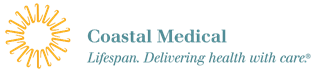 Coastal Medical
Lifespan. Delivering health with care.®